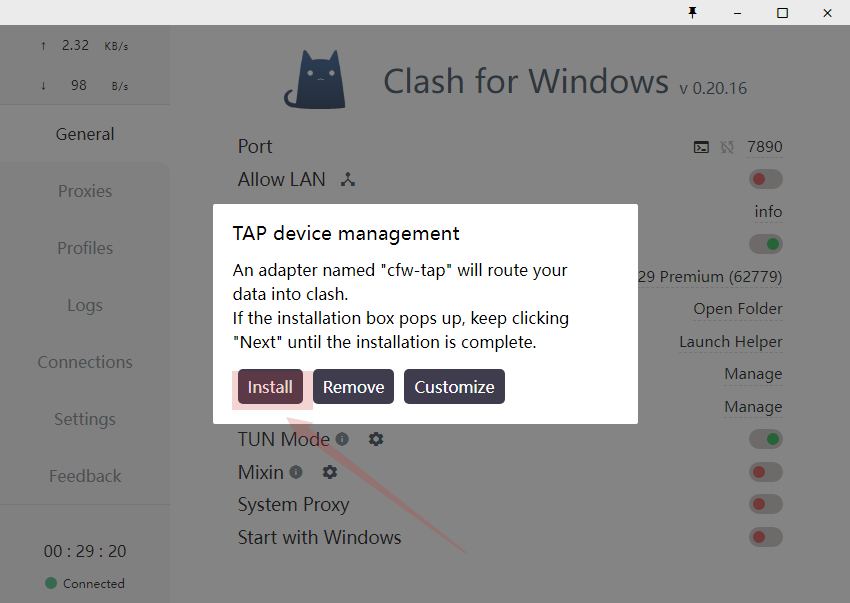 ↑ 2.32 KB/s
↓ 98 B/s
General
Proxies
Profiles
Logs
Connections
Settings
Feedback
00 : 29 : 20
Connected
Clash for Windows v 0.20.16
Port 7890
Allow LAN
info
29 Premium (62779)
Open Folder
Launch Helper
Manage
Manage
TAP device management
An adapter named "cfw-tap" will route your
data into clash.
If the installation box pops up, keep clicking
"Next" until the installation is complete.
Install Remove Customize
TUN Mode
Mixin
System Proxy
Start with Windows